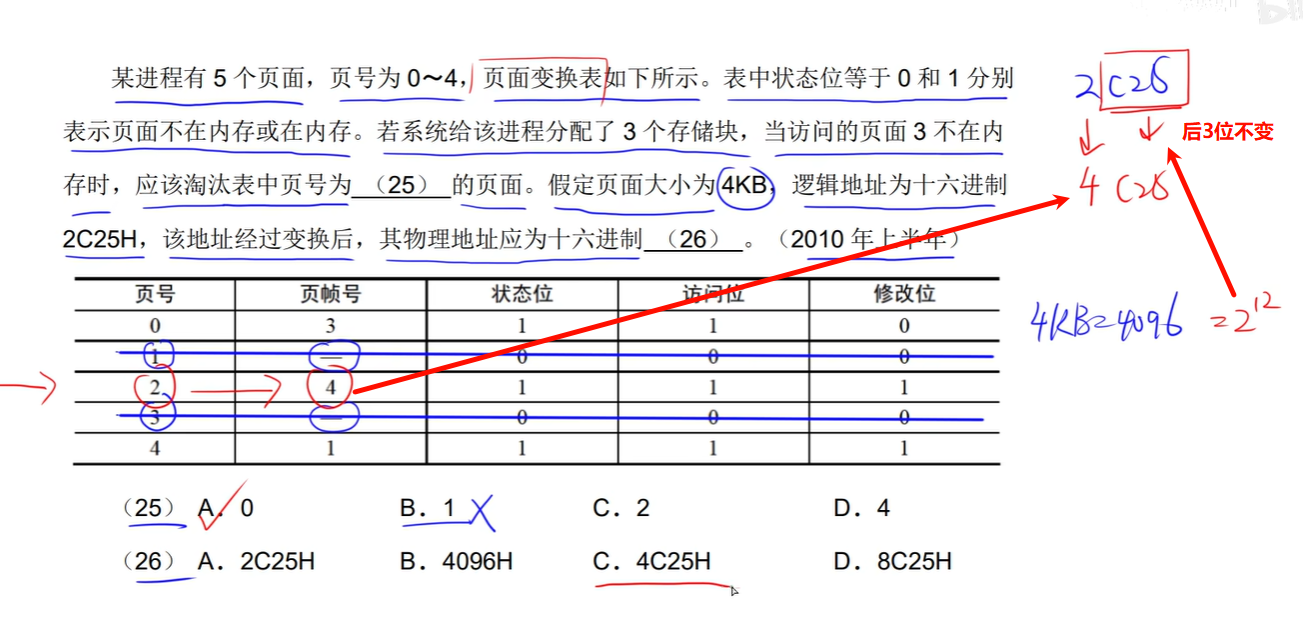 某进程有 5 个页面，页号为 0～4，页面变换表如下所示。表中状态位等于 0 和 1 分别
表示页面不在内存或在内存。若系统给该进程分配了 3 个存储块，当访问的页面 3 不在内
存时，应该淘汰表中页号为 （25） 的页面。假定页面大小为 4KB，逻辑地址为十六进制
2C25H，该地址经过变换后，其物理地址应为十六进制 （26） 。（2010 年上半年）
2 C25
后3位不变
4 C25
4KB=4096 =2^12
页号 页帧号 状态位 访问位 修改位
0 3 1 1 0
1 — 0 0 0
2 4 1 1 1
3 — 0 0 0
4 1 1 1 1
（25） A．0 B．1 C．2 D．4
（26） A．2C25H B．4096H C．4C25H D．8C25H